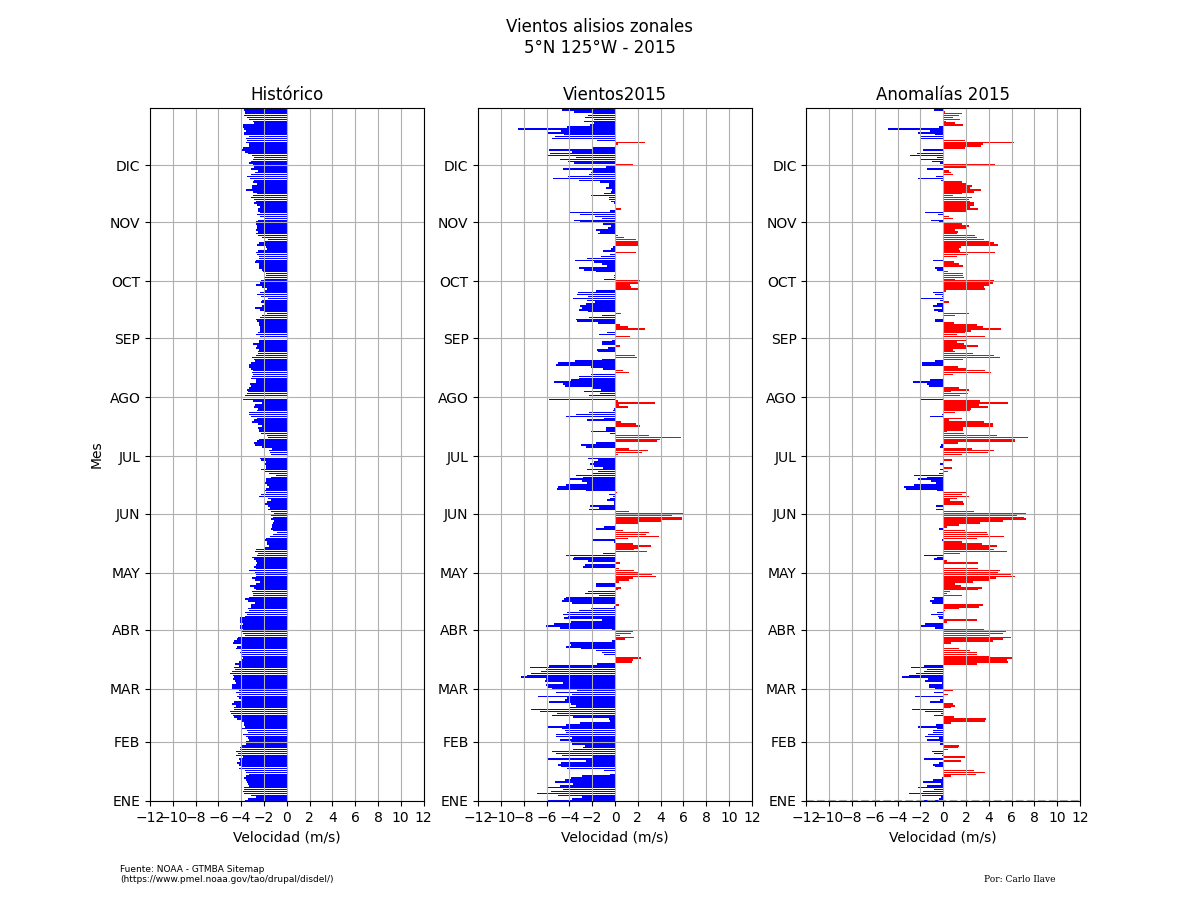 Vientos alisios zonales
5°N 125°W - 2015
Histórico
Vientos2015
Anomalías 2015
DIC
NOV
OCT
SEP
AGO
JUL
JUN
MAY
ABR
MAR
FEB
ENE
Mes
DIC
NOV
OCT
SEP
AGO
JUL
JUN
MAY
ABR
MAR
FEB
ENE
DIC
NOV
OCT
SEP
AGO
JUL
JUN
MAY
ABR
MAR
FEB
ENE
−12 −10 −8 −6 −4 −2 0 2 4 6 8 10 12
−12 −10 −8 −6 −4 −2 0 2 4 6 8 10 12
−12 −10 −8 −6 −4 −2 0 2 4 6 8 10 12
Velocidad (m/s)
Velocidad (m/s)
Velocidad (m/s)
Fuente: NOAA - GTMBA Sitemap
(https://www.pmel.noaa.gov/tao/drupal/disdel/)
Por: Carlo Ilave